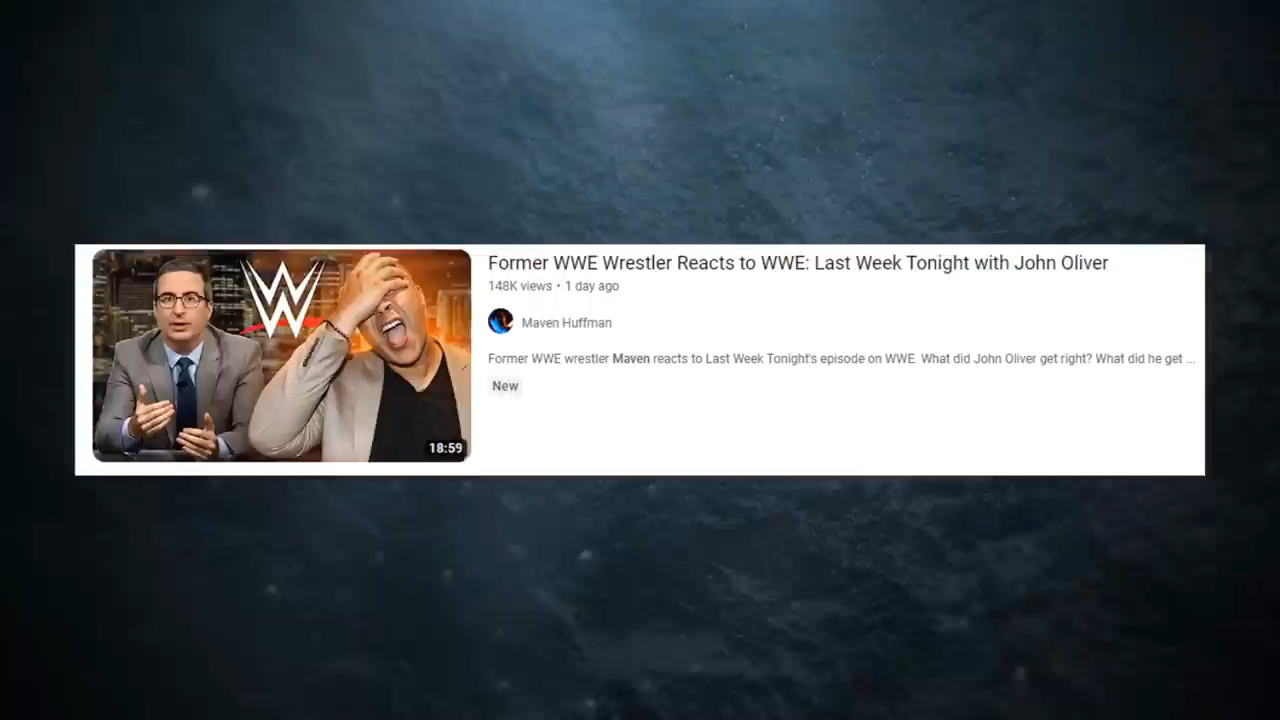 Former WWE Wrestler Reacts to WWE: Last Week Tonight with John Oliver
148K views • 1 day ago
Maven Huffman
Former WWE wrestler Maven reacts to Last Week Tonight's episode on WWE. What did John Oliver get right? What did he get ...
New
18:59